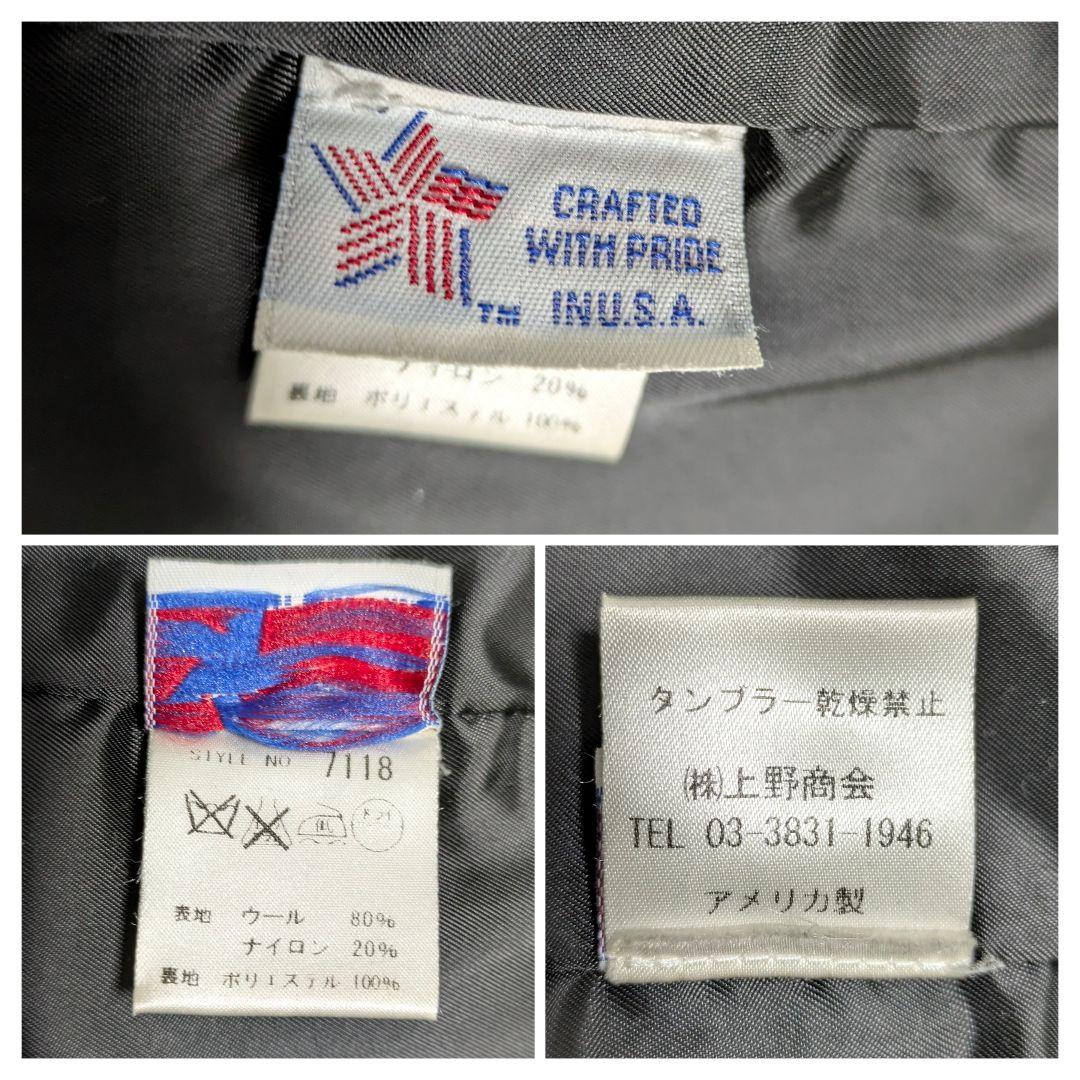 CRAFTED
WITH PRIDE
TM IN U.S.A.
ナイロン 20%
裏地 ポリエステル 100%
STYLE NO 7118
ドライ
表地 ウール 80%
ナイロン 20%
裏地 ポリエステル 100%
タンブラー乾燥禁止
㈱上野商会
TEL 03-3831-1946
アメリカ製